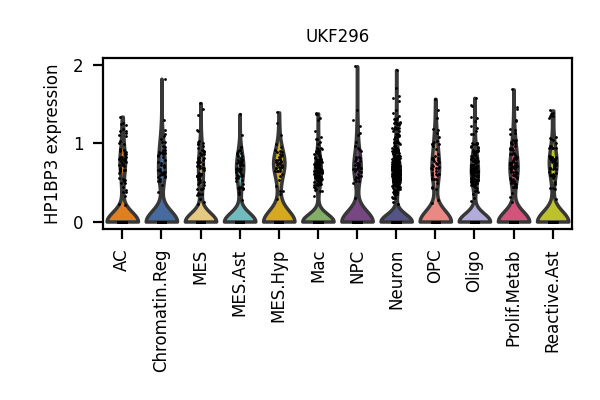 UKF296
HP1BP3 expression
2
1
0
AC
Chromatin.Reg
MES
MES.Ast
MES.Hyp
Mac
NPC
Neuron
OPC
Oligo
Prolif.Metab
Reactive.Ast